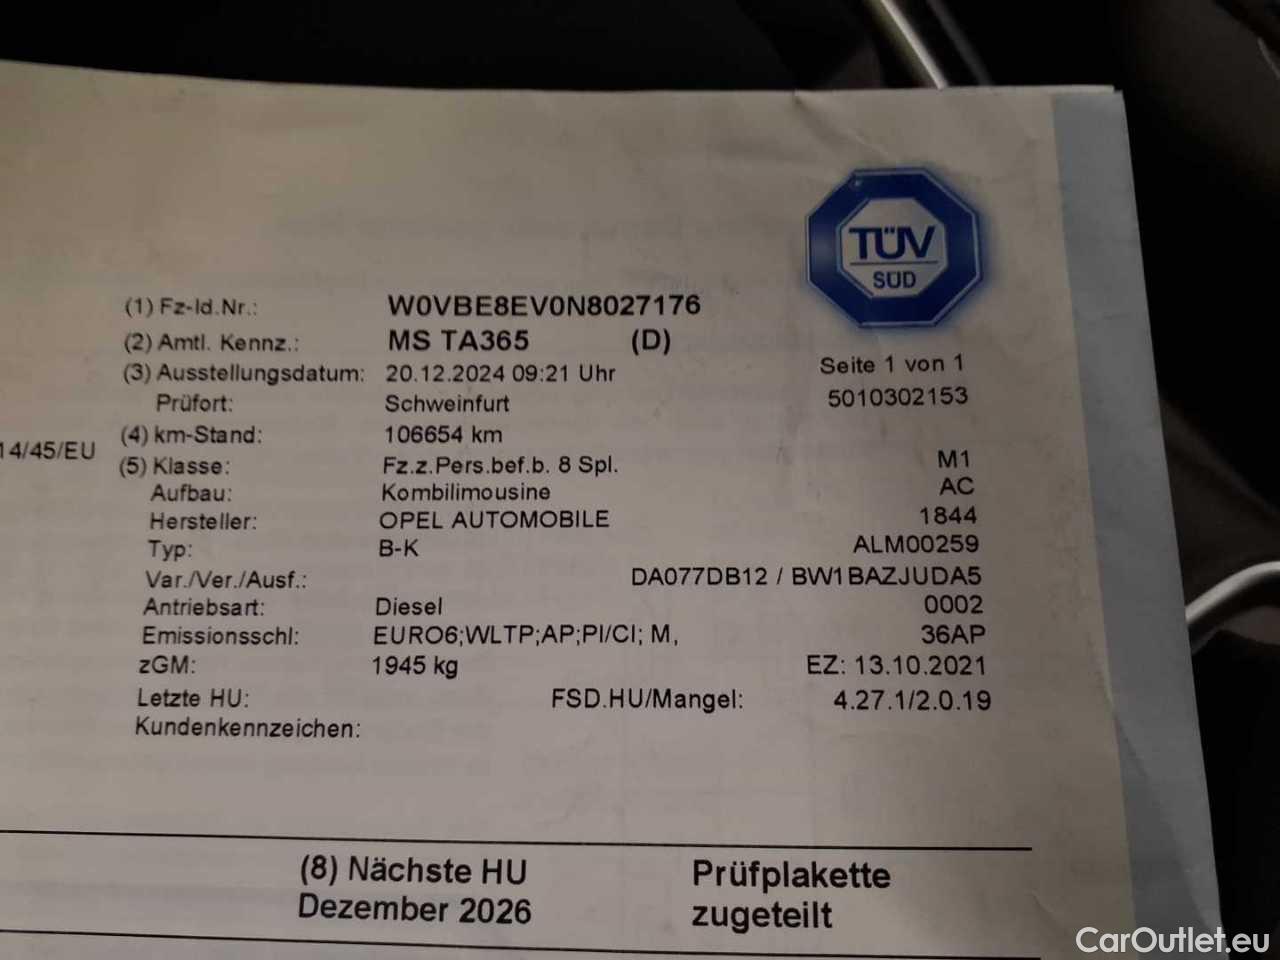 TÜV
SÜD
(1) Fz-Id.Nr.: W0VBE8EV0N8027176
(2) Amtl. Kennz.: MS TA365 (D)
(3) Ausstellungsdatum: 20.12.2024 09:21 Uhr Seite 1 von 1
Prüfort: Schweinfurt 5010302153
(4) km-Stand: 106654 km
14/45/EU
(5) Klasse: Fz.z.Pers.bef.b. 8 Spl. M1
Aufbau: Kombilimousine AC
Hersteller: OPEL AUTOMOBILE 1844
Typ: B-K ALM00259
Var./Ver./Ausf.: DA077DB12 / BW1BAZJUDA5
Antriebsart: Diesel 0002
Emissionsschl: EURO6;WLTP;AP;PI/CI; M, 36AP
zGM: 1945 kg EZ: 13.10.2021
Letzte HU: FSD.HU/Mangel: 4.27.1/2.0.19
Kundenkennzeichen:
(8) Nächste HU Prüfplakette
Dezember 2026 zugeteilt
CarOutlet.eu